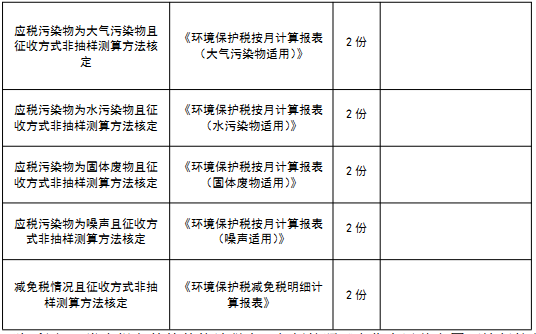 应税污染物为大气污染物且
征收方式非抽样测算方法核
定
《环境保护税按月计算报表
（大气污染物适用）》
2 份
应税污染物为水污染物且征
收方式非抽样测算方法核定
《环境保护税按月计算报表
（水污染物适用）》
2 份
应税污染物为固体废物且征
收方式非抽样测算方法核定
《环境保护税按月计算报表
（固体废物适用）》
2 份
应税污染物为噪声且征收方
式非抽样测算方法核定
《环境保护税按月计算报表
（噪声适用）》
2 份
减免税情况且征收方式非抽
样测算方法核定
《环境保护税减免税明细计
算报表》
2 份